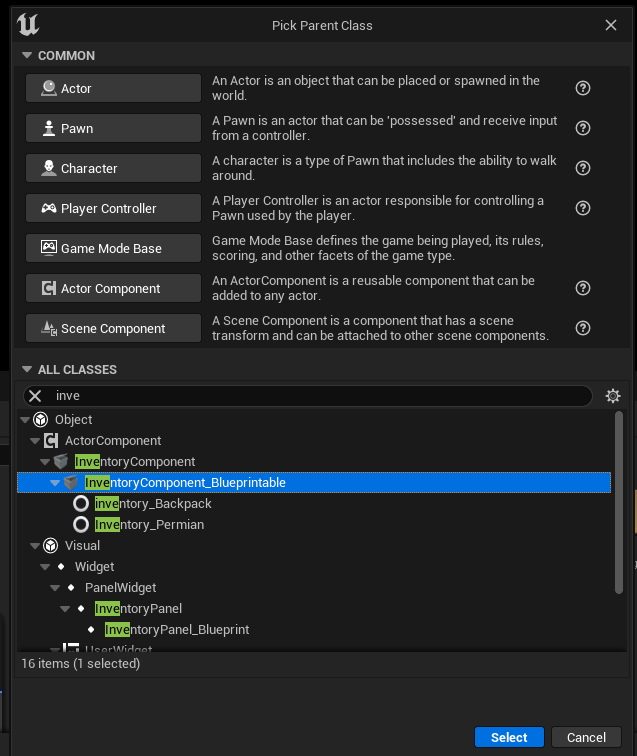 Pick Parent Class
COMMON
Actor
An Actor is an object that can be placed or spawned in the
world.
Pawn
A Pawn is an actor that can be 'possessed' and receive input
from a controller.
Character
A character is a type of Pawn that includes the ability to walk
around.
Player Controller
A Player Controller is an actor responsible for controlling a
Pawn used by the player.
Game Mode Base
Game Mode Base defines the game being played, its rules,
scoring, and other facets of the game type.
Actor Component
An ActorComponent is a reusable component that can be
added to any actor.
Scene Component
A Scene Component is a component that has a scene
transform and can be attached to other scene components.
ALL CLASSES
inve
Object
ActorComponent
InventoryComponent
InventoryComponent_Blueprintable
inventory_Backpack
Inventory_Permian
Visual
Widget
PanelWidget
InventoryPanel
InventoryPanel_Blueprint
UserWidget
16 items (1 selected)
Select
Cancel